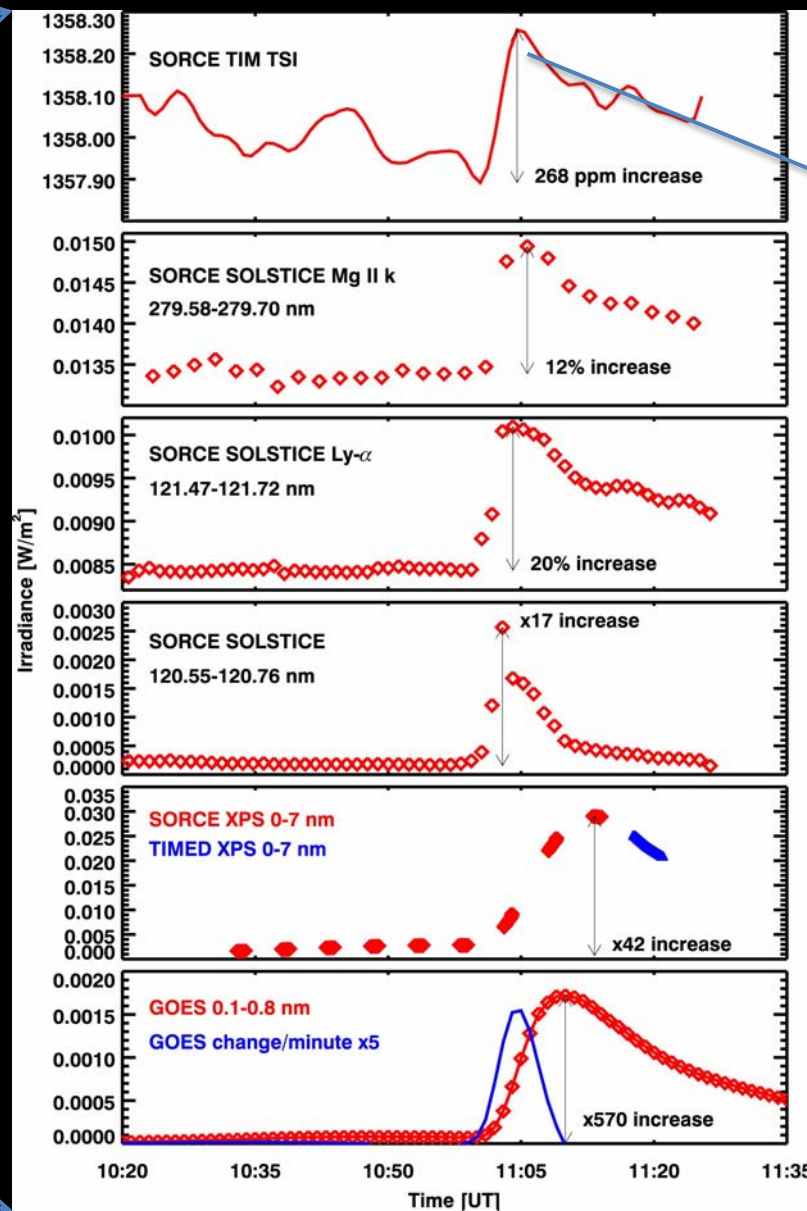 1358.30
1358.20
1358.10
1358.00
1357.90
SORCE TIM TSI
268 ppm increase
0.0150
0.0145
0.0140
0.0135
SORCE SOLSTICE Mg II k
279.58-279.70 nm
12% increase
0.0100
0.0095
0.0090
0.0085
SORCE SOLSTICE Ly-α
121.47-121.72 nm
20% increase
Irradiance [W/m²]
0.0030
0.0025
0.0020
0.0015
0.0010
0.0005
0.0000
SORCE SOLSTICE
120.55-120.76 nm
x17 increase
0.035
0.030
0.025
0.020
0.015
0.010
0.005
0.000
SORCE XPS 0-7 nm
TIMED XPS 0-7 nm
x42 increase
0.0020
0.0015
0.0010
0.0005
0.0000
GOES 0.1-0.8 nm
GOES change/minute x5
x570 increase
10:20 10:35 10:50 11:05 11:20 11:35
Time [UT]